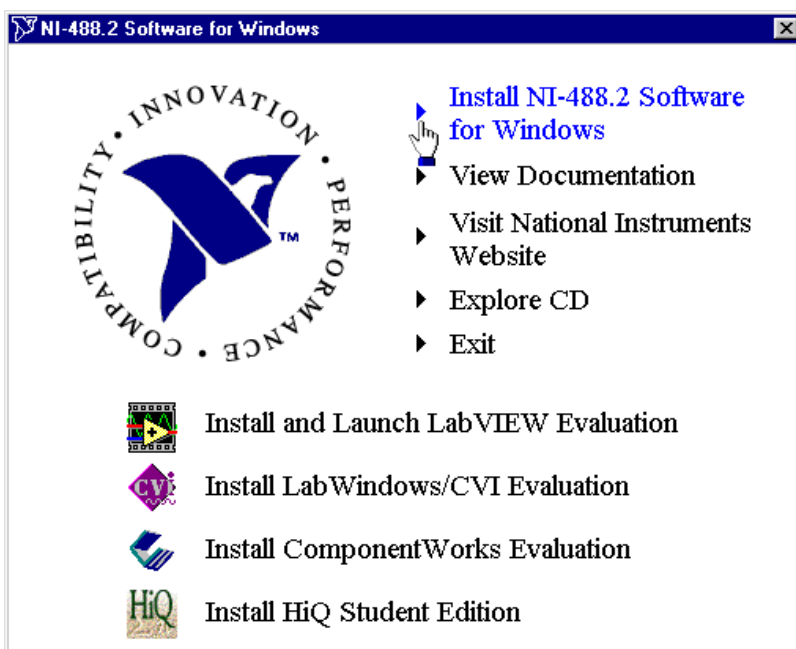 NI-488.2 Software for Windows
COMPATIBILITY · INNOVATION · PERFORMANCE ·
TM
Install NI-488.2 Software
for Windows
View Documentation
Visit National Instruments
Website
Explore CD
Exit
Install and Launch LabVIEW Evaluation
CVI
Install LabWindows/CVI Evaluation
Install ComponentWorks Evaluation
HiQ
Install HiQ Student Edition